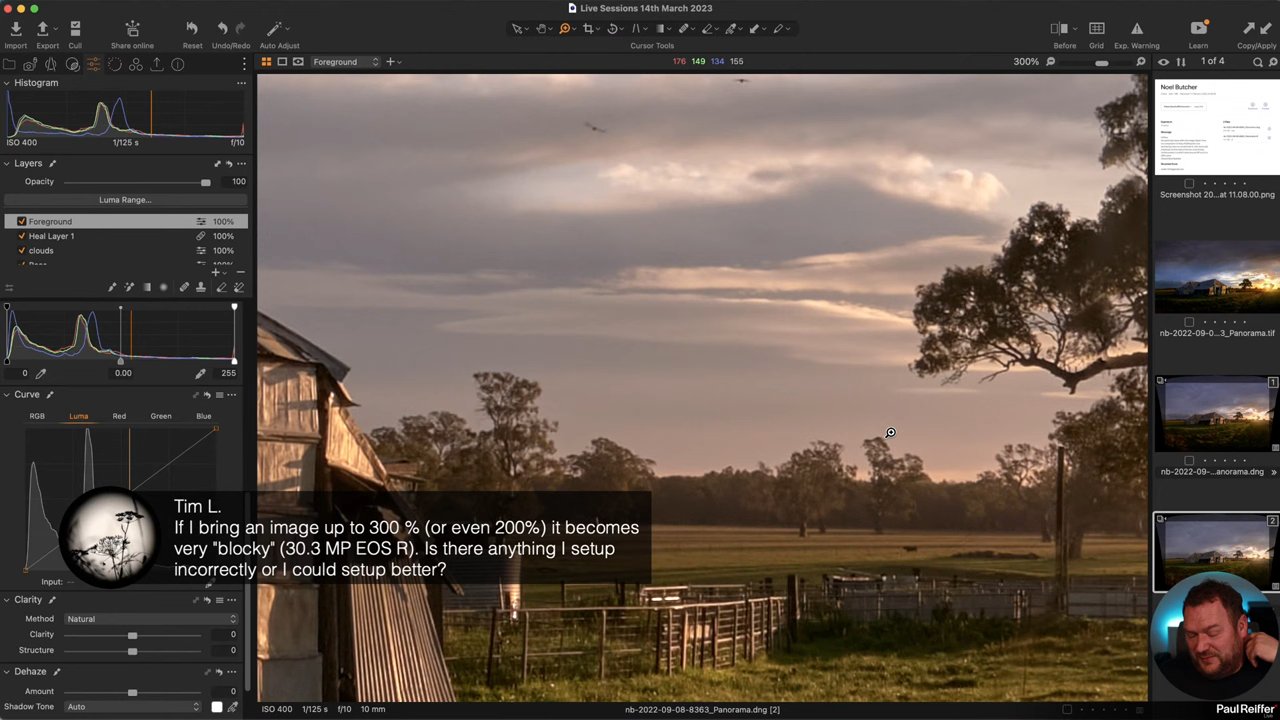 Live Sessions 14th March 2023
Import
Export
Cull
Share online
Reset
Undo/Redo
Auto Adjust
Cursor Tools
Before
Grid
Exp. Warning
Learn
Copy/Apply
Foreground
176 149 134 155
300%
1 of 4
Histogram
ISO 400 1/125 s f/10
Layers
Opacity 100
Luma Range...
Foreground 100%
Heal Layer 1 100%
clouds 100%
0 0.00 255
Curve
RGB Luma Red Green Blue
Input: --
Clarity
Method Natural
Clarity 0
Structure 0
Dehaze
Amount 0
Shadow Tone Auto
Tim L.
If I bring an image up to 300 % (or even 200%) it becomes
very "blocky" (30.3 MP EOS R). Is there anything I setup
incorrectly or I could setup better?
ISO 400 1/125 s f/10 10 mm
nb-2022-09-08-8363_Panorama.dng [2]
Noel Butcher
Screenshot 20...at 11.08.00.png
nb-2022-09-0...3_Panorama.tif
1
nb-2022-09-...anorama.dng
2
Paul Reiffer
Live